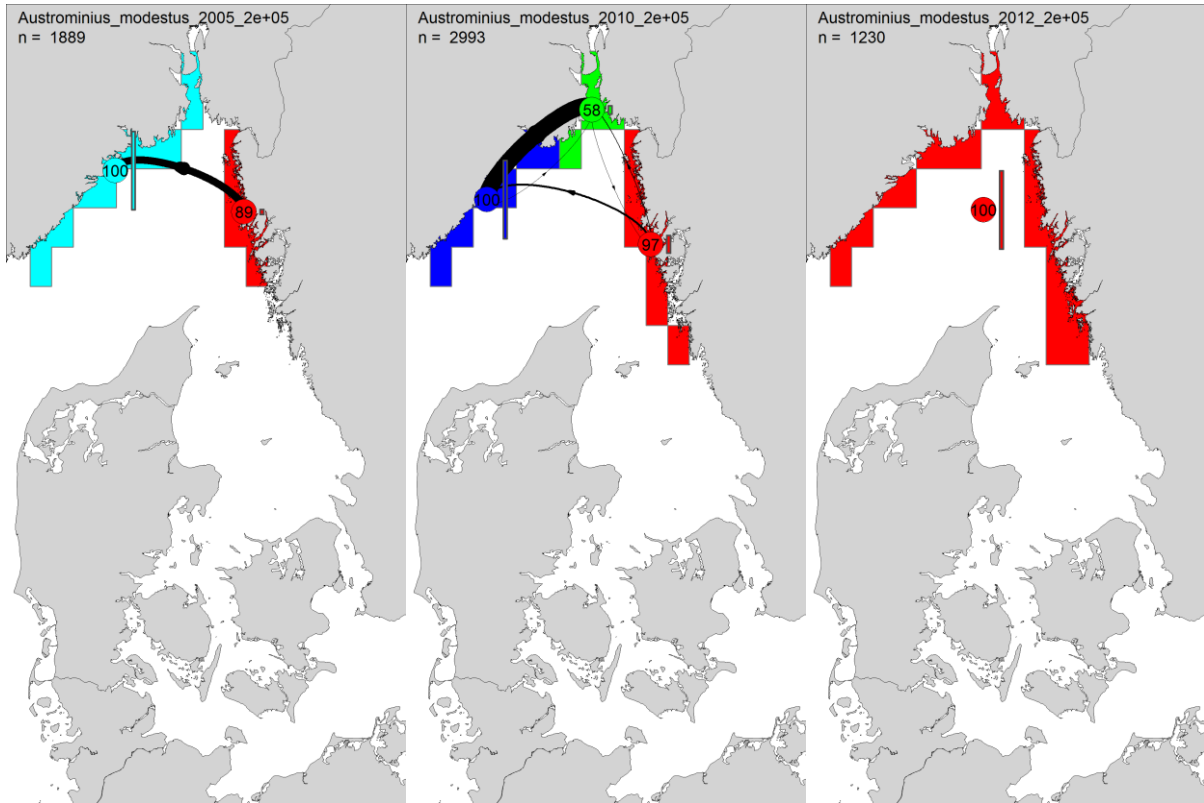 Austrominius_modestus_2005_2e+05
n = 1889
100
89
Austrominius_modestus_2010_2e+05
n = 2993
58
100
97
Austrominius_modestus_2012_2e+05
n = 1230
100